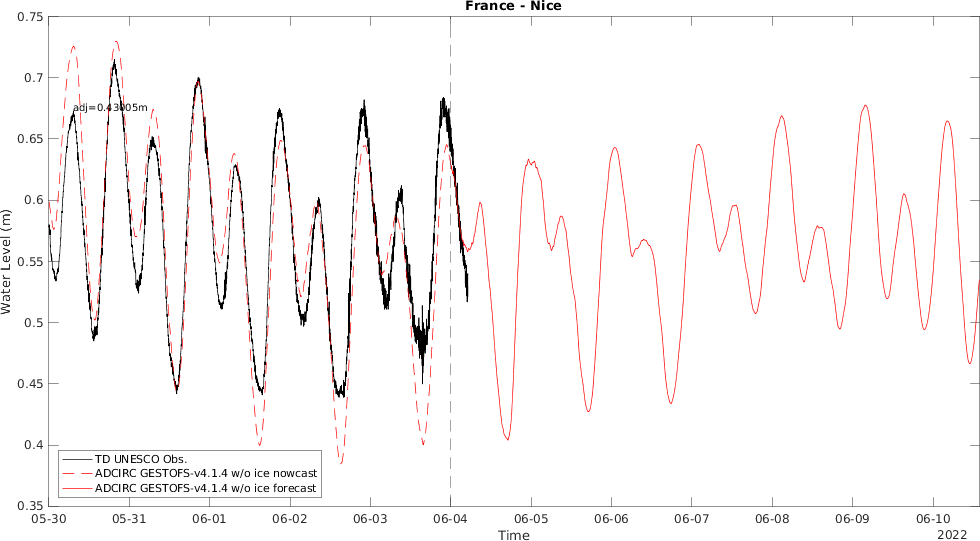 France - Nice
0.75
0.7
0.65
0.6
0.55
0.5
0.45
0.4
0.35
Water Level (m)
adj=0.43005m
TD UNESCO Obs.
ADCIRC GESTOFS-v4.1.4 w/o ice nowcast
ADCIRC GESTOFS-v4.1.4 w/o ice forecast
05-30 05-31 06-01 06-02 06-03 06-04 06-05 06-06 06-07 06-08 06-09 06-10
Time
2022